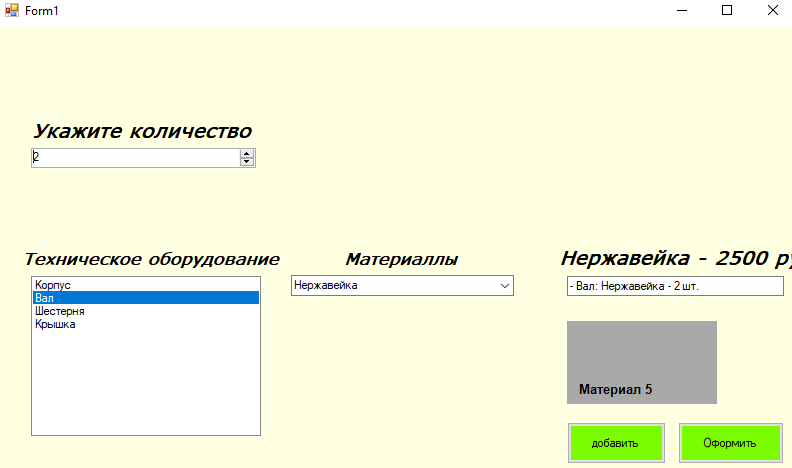 Form1
Укажите количество
2
Техническое оборудование
Материаллы
Нержавейка - 2500 ру
Корпус
Вал
Шестерня
Крышка
Нержавейка
- Вал: Нержавейка - 2 шт.
Материал 5
добавить
Оформить